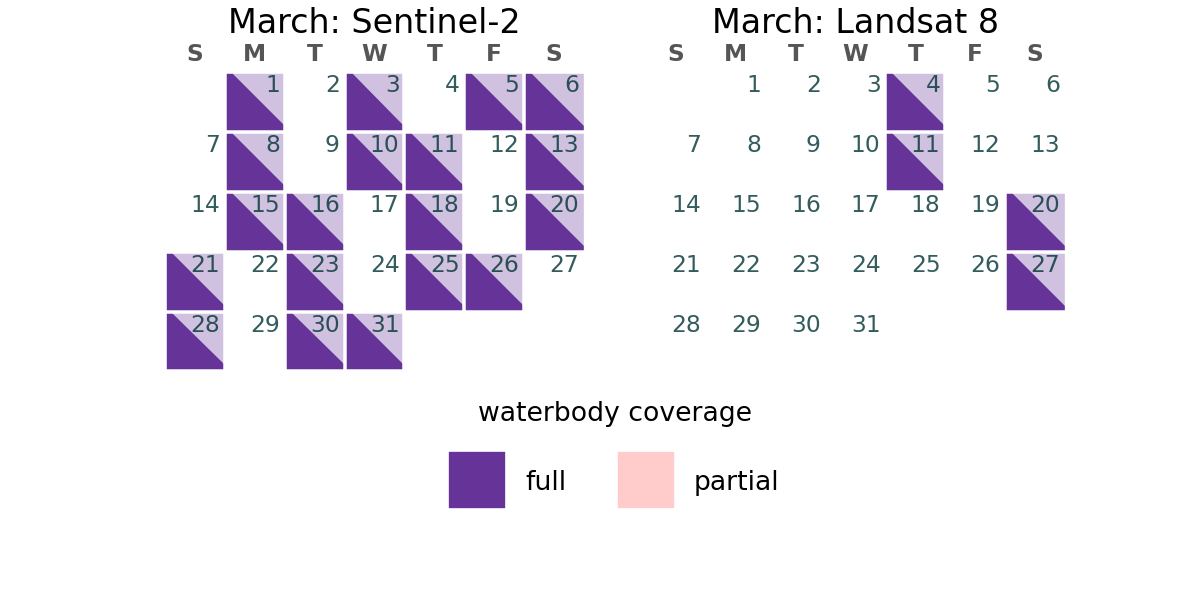 March: Sentinel-2
S M T W T F S
1 2 3 4 5 6
7 8 9 10 11 12 13
14 15 16 17 18 19 20
21 22 23 24 25 26 27
28 29 30 31
March: Landsat 8
S M T W T F S
1 2 3 4 5 6
7 8 9 10 11 12 13
14 15 16 17 18 19 20
21 22 23 24 25 26 27
28 29 30 31
waterbody coverage
full partial